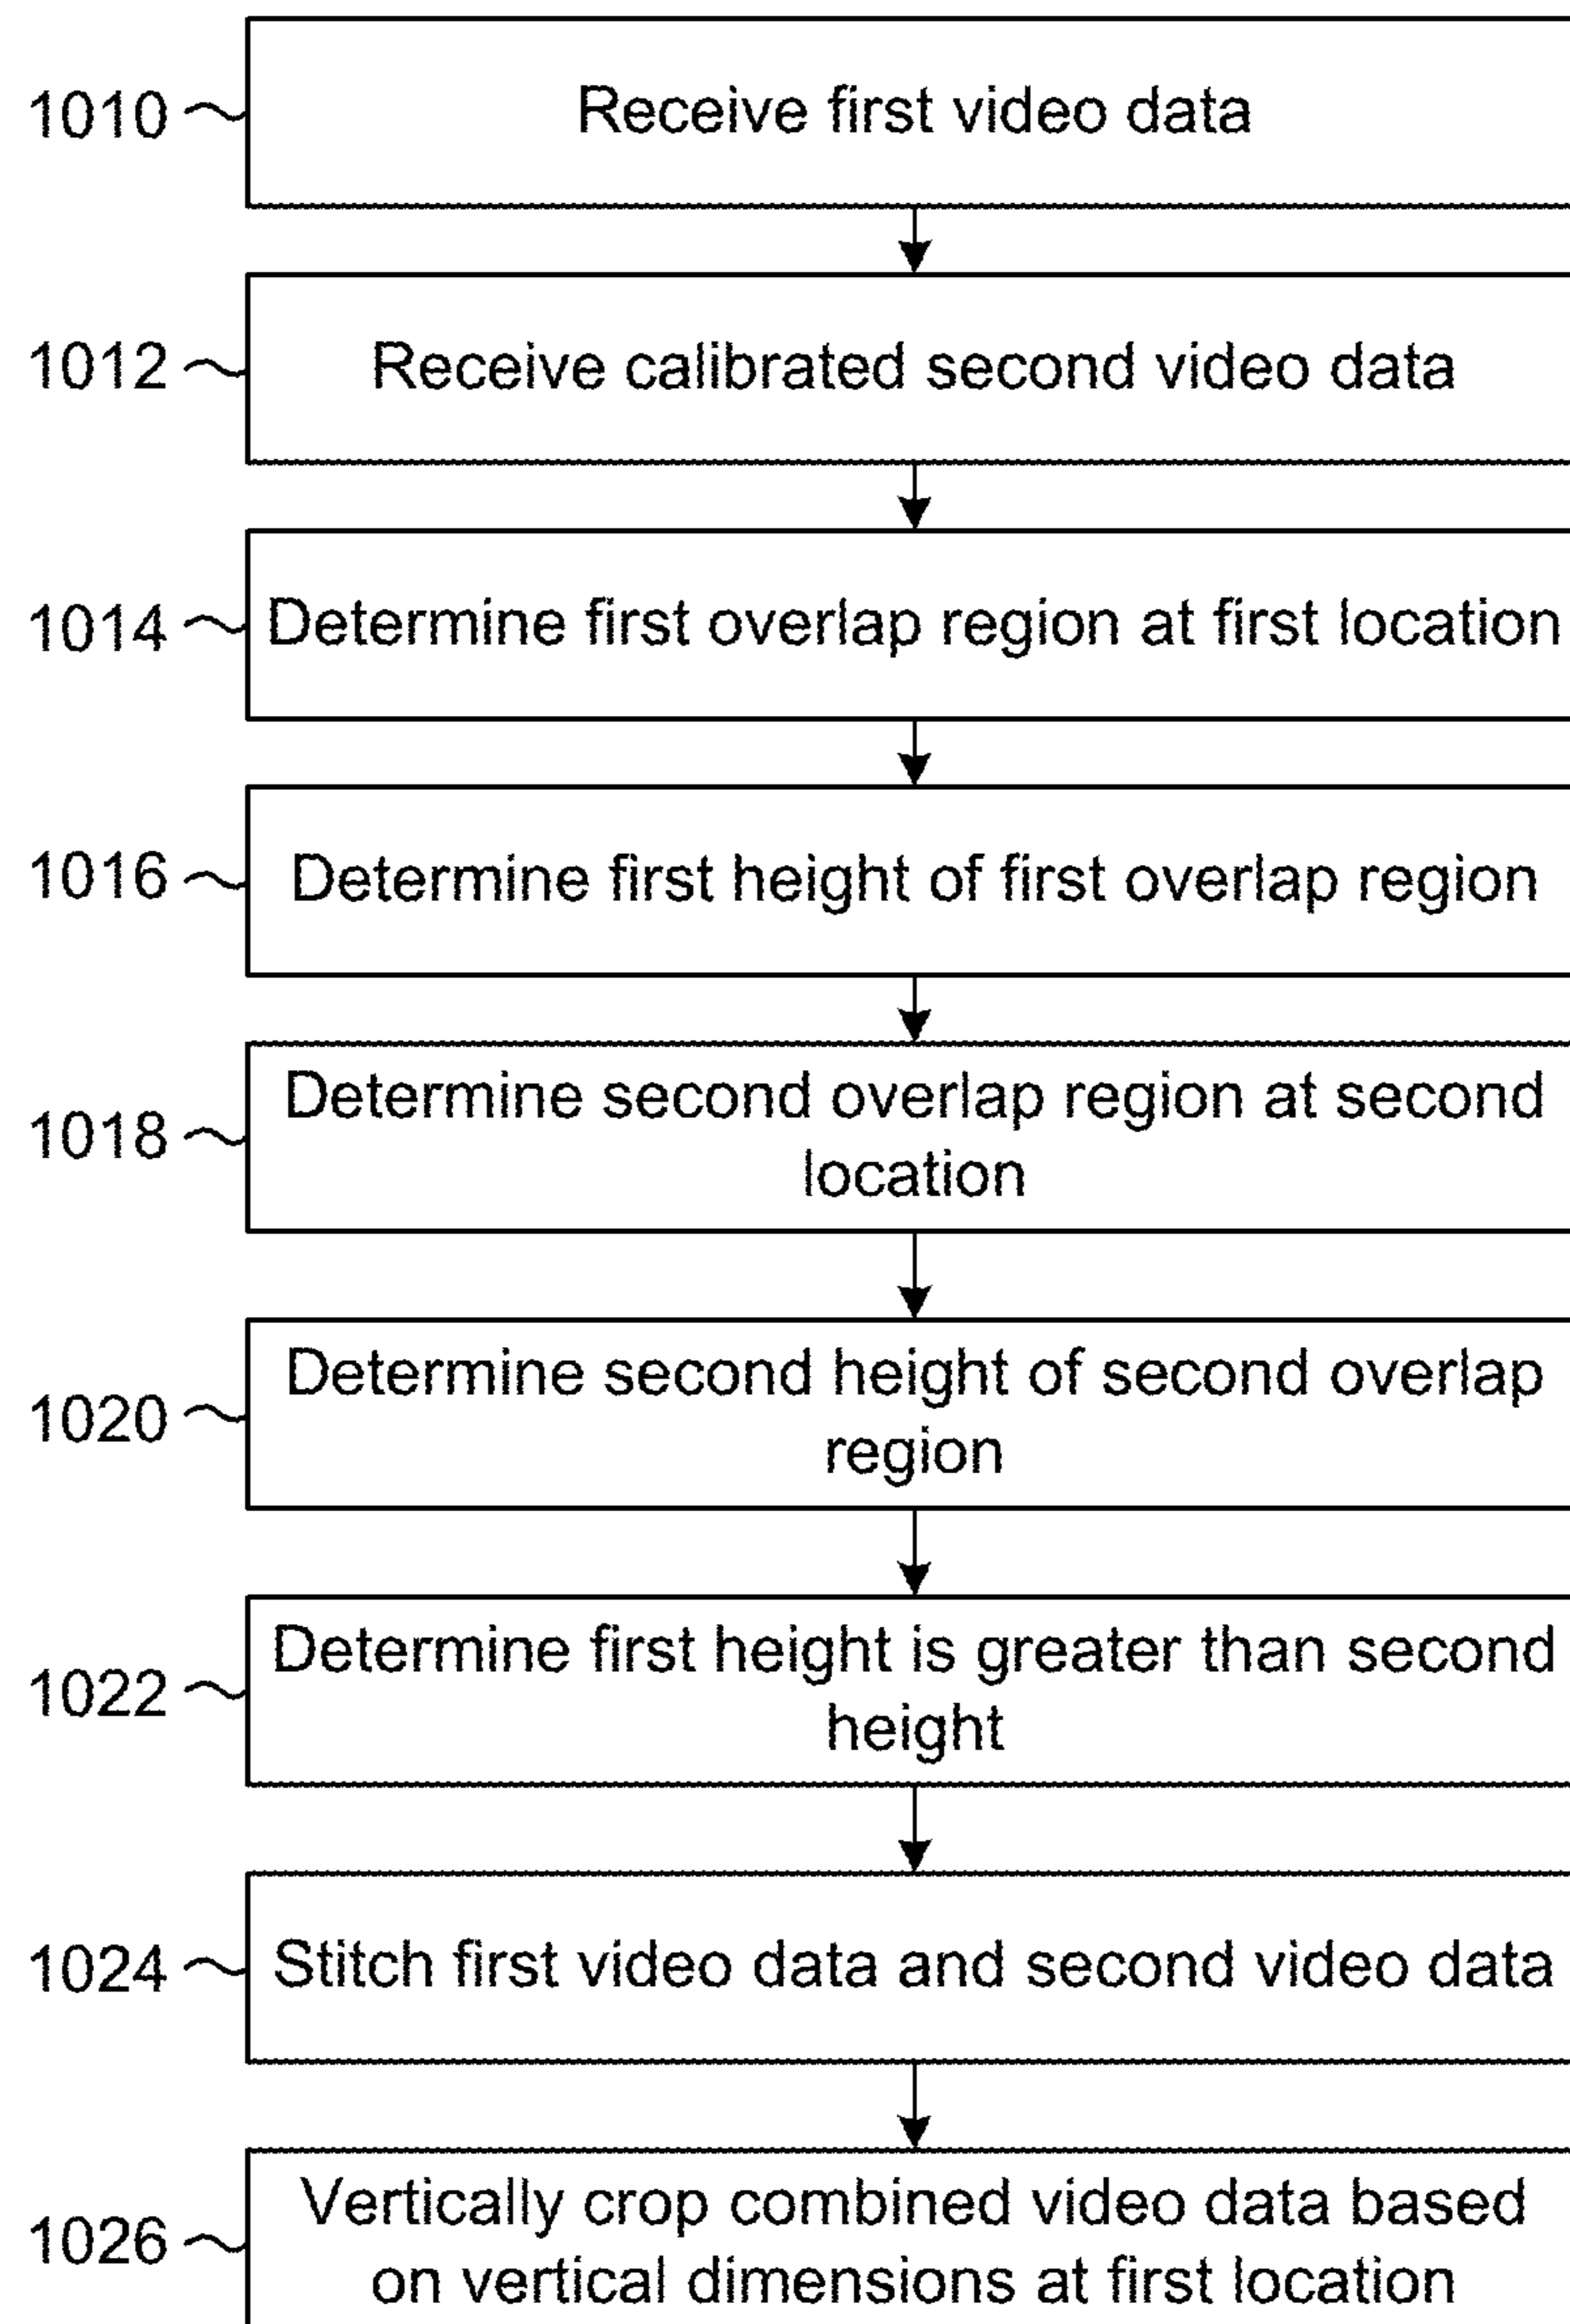 1010
Receive first video data
1012
Receive calibrated second video data
1014
Determine first overlap region at first location
1016
Determine first height of first overlap region
1018
Determine second overlap region at second
location
1020
Determine second height of second overlap
region
1022
Determine first height is greater than second
height
1024
Stitch first video data and second video data
1026
Vertically crop combined video data based
on vertical dimensions at first location